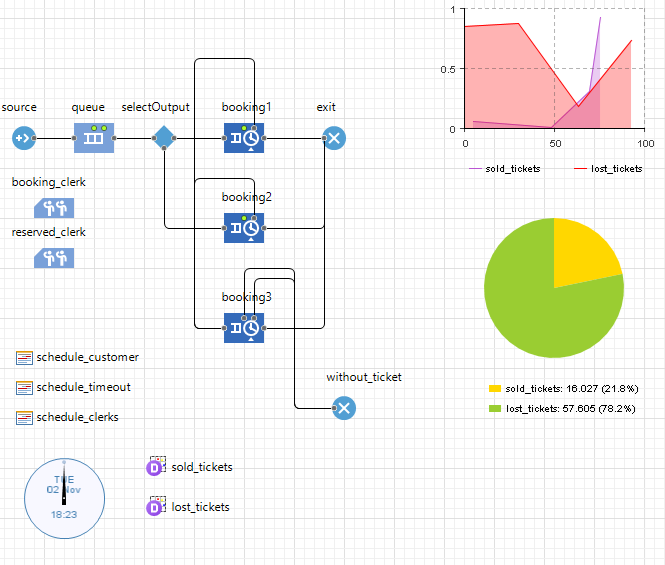 source
queue
selectOutput
booking1
exit
booking_clerk
reserved_clerk
booking2
booking3
without_ticket
schedule_customer
schedule_timeout
schedule_clerks
TUE
02 Nov
18:23
sold_tickets
lost_tickets
1
0.5
0
0
50
100
sold_tickets
lost_tickets
sold_tickets: 16.027 (21.8%)
lost_tickets: 57.605 (78.2%)